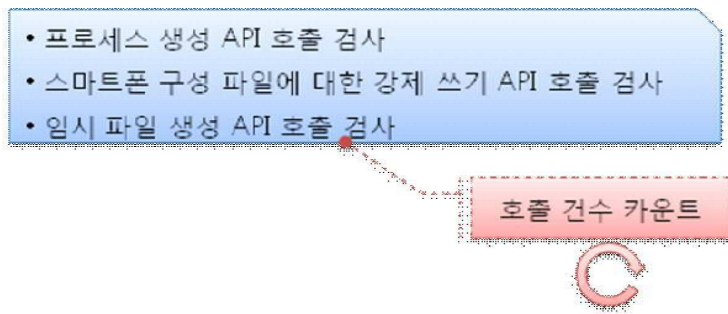 • 프로세스 생성 API 호출 검사
• 스마트폰 구성 파일에 대한 강제 쓰기 API 호출 검사
• 임시 파일 생성 API 호출 검사
호출 건수 카운트